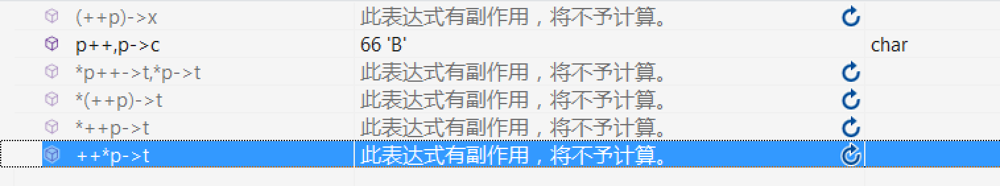 (++p)->x 此表达式有副作用，将不予计算。
p++,p->c 66 'B' char
*p++->t,*p->t 此表达式有副作用，将不予计算。
*(++p)->t 此表达式有副作用，将不予计算。
*++p->t 此表达式有副作用，将不予计算。
++*p->t 此表达式有副作用，将不予计算。